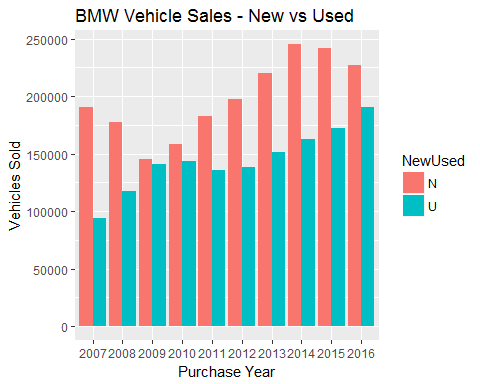 BMW Vehicle Sales - New vs Used
250000
200000
150000
100000
50000
0
Vehicles Sold
2007 2008 2009 2010 2011 2012 2013 2014 2015 2016
Purchase Year
NewUsed
N
U